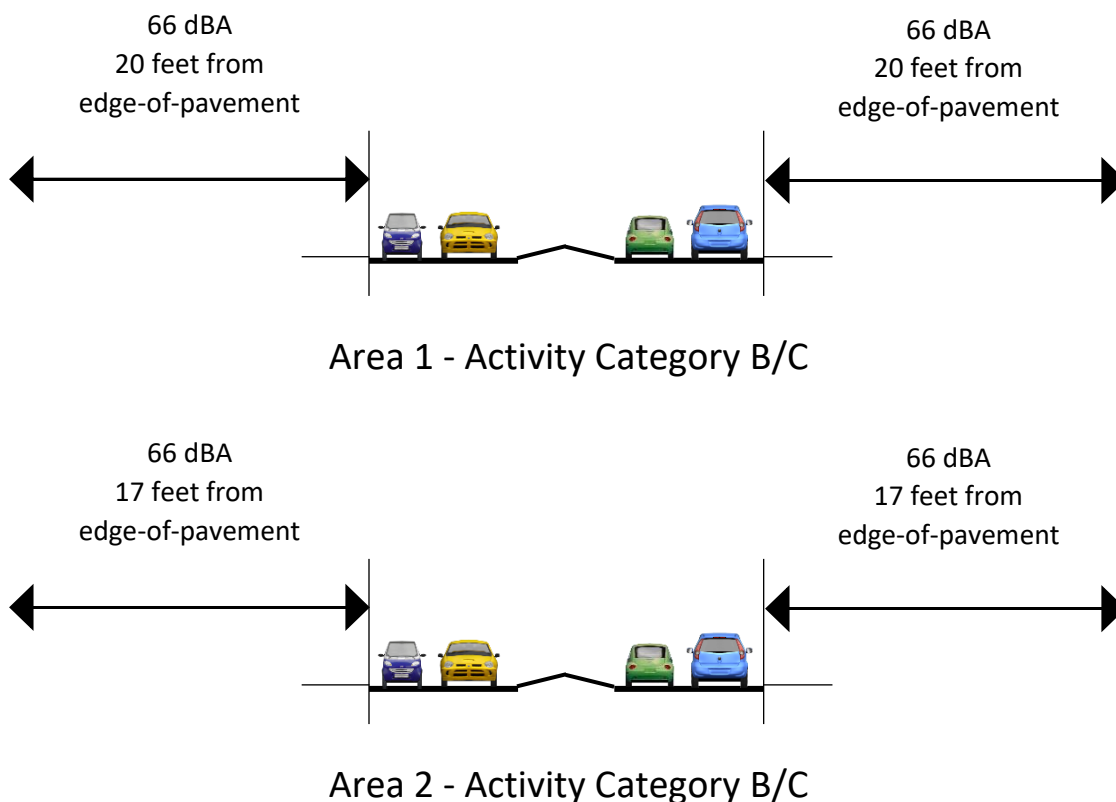 66 dBA
20 feet from
edge-of-pavement
66 dBA
20 feet from
edge-of-pavement
Area 1 - Activity Category B/C
66 dBA
17 feet from
edge-of-pavement
66 dBA
17 feet from
edge-of-pavement
Area 2 - Activity Category B/C